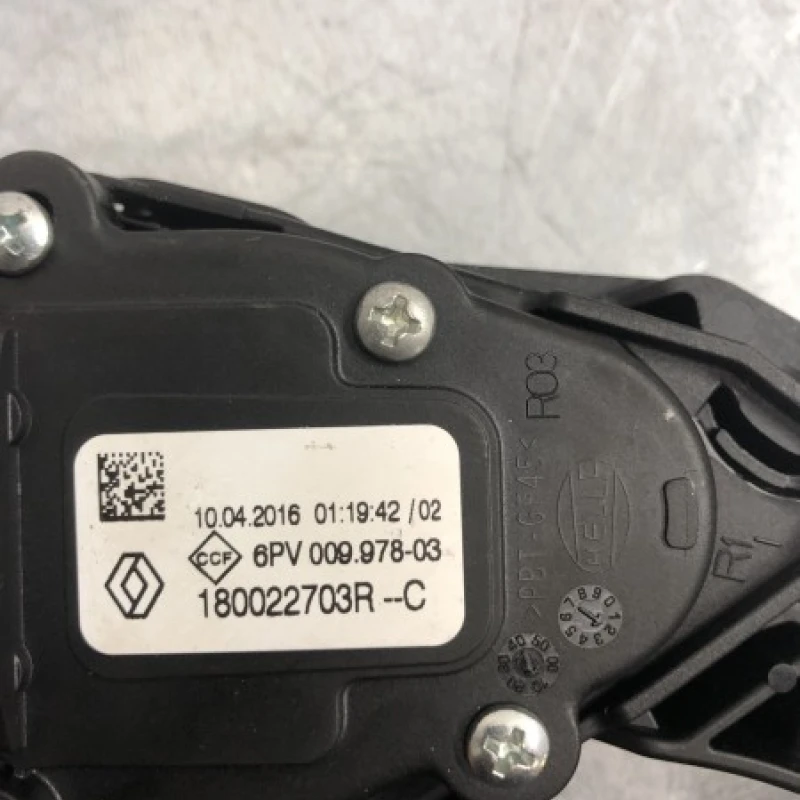 10.04.2016 01:19:42 /02
CCF 6PV 009.978-03
180022703R --C
R03
HELLA
R1